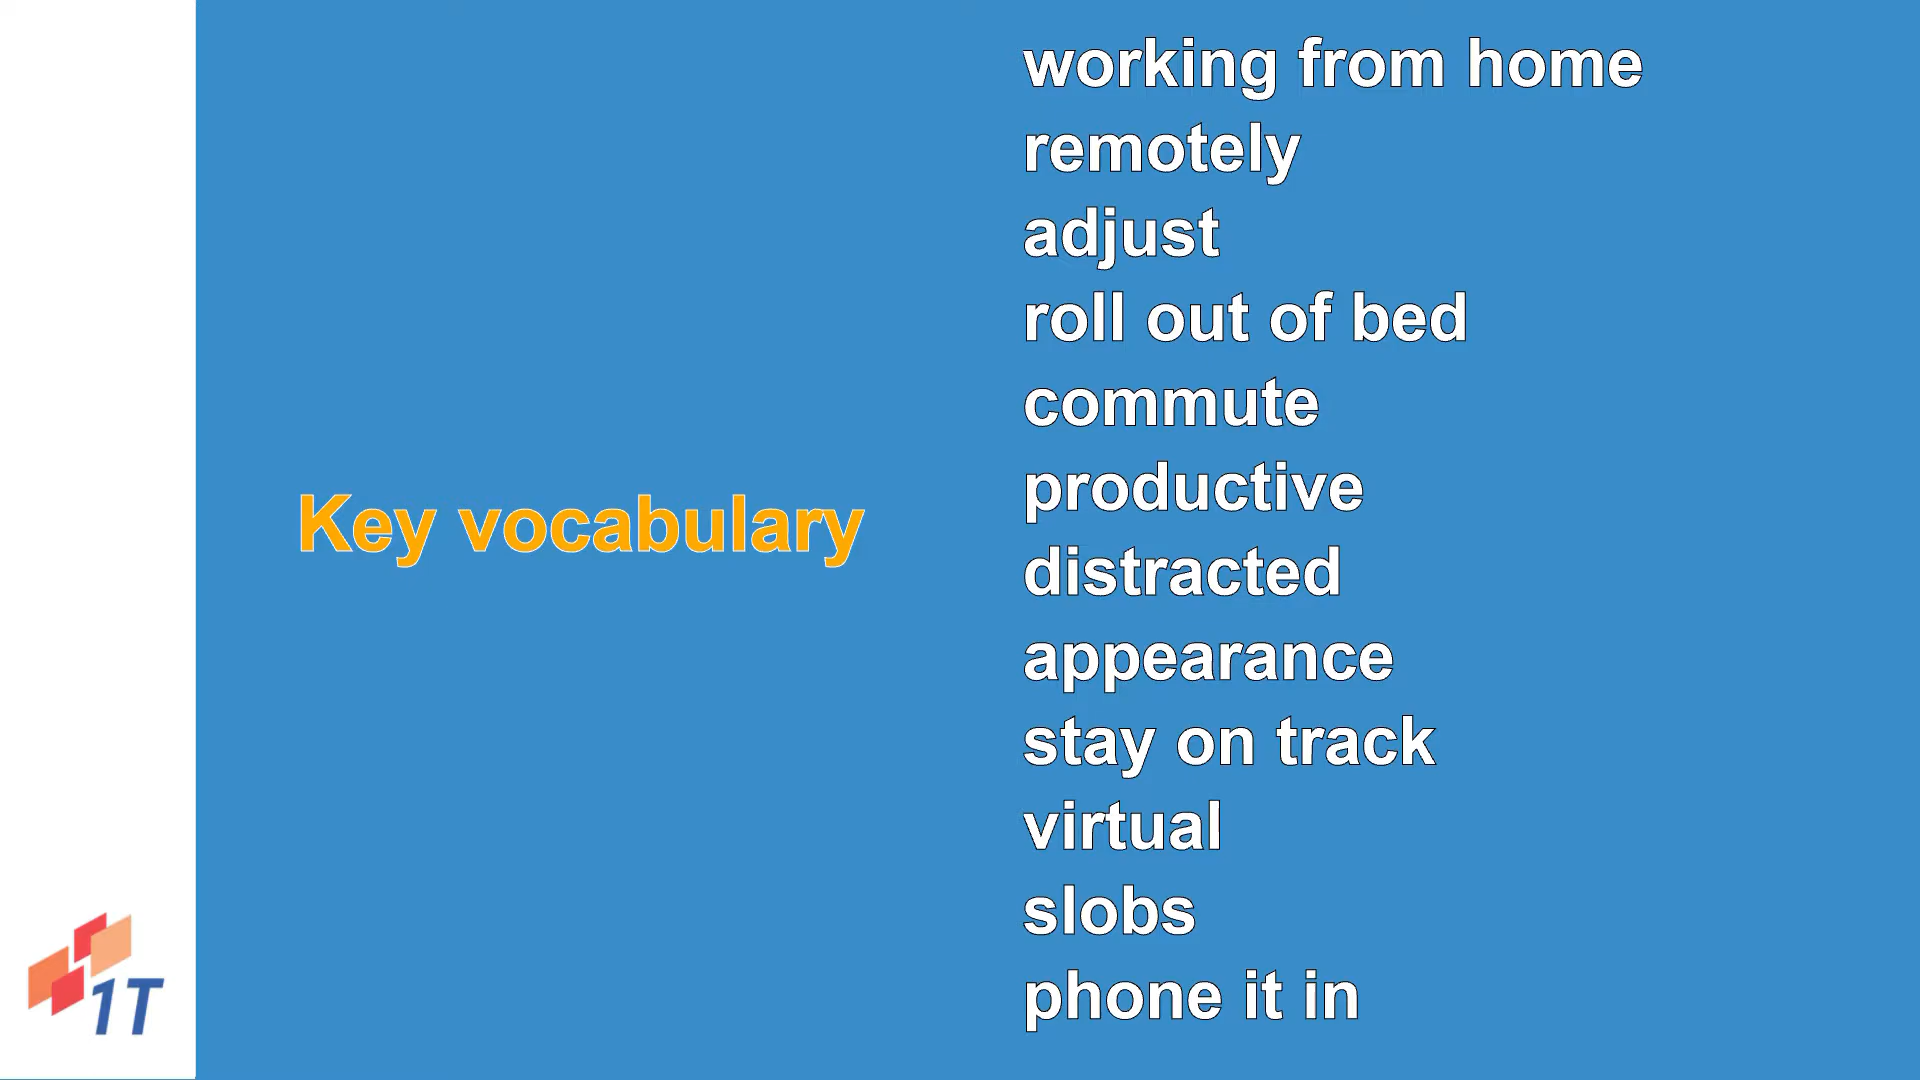 Key vocabulary
working from home
remotely
adjust
roll out of bed
commute
productive
distracted
appearance
stay on track
virtual
slobs
phone it in
1T